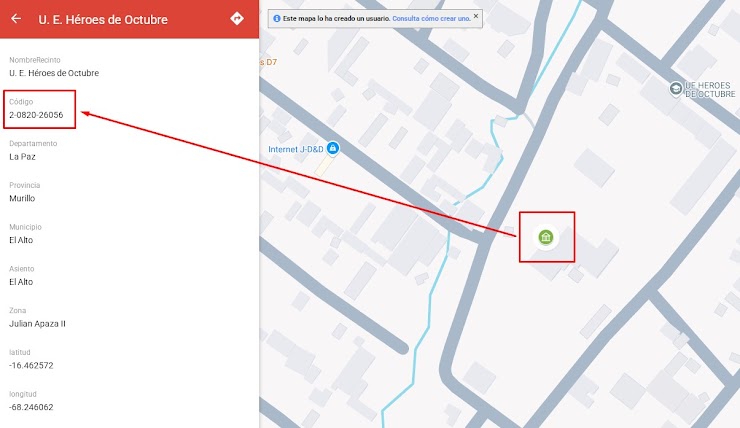 U. E. Héroes de Octubre
NombreRecinto
U. E. Héroes de Octubre
Código
2-0820-26056
Departamento
La Paz
Provincia
Murillo
Municipio
El Alto
Asiento
El Alto
Zona
Julian Apaza II
latitud
-16.462572
longitud
-68.246062
Este mapa lo ha creado un usuario. Consulta cómo crear uno.
s D7
UE HEROES
DE OCTUBRE
Internet J-D&D